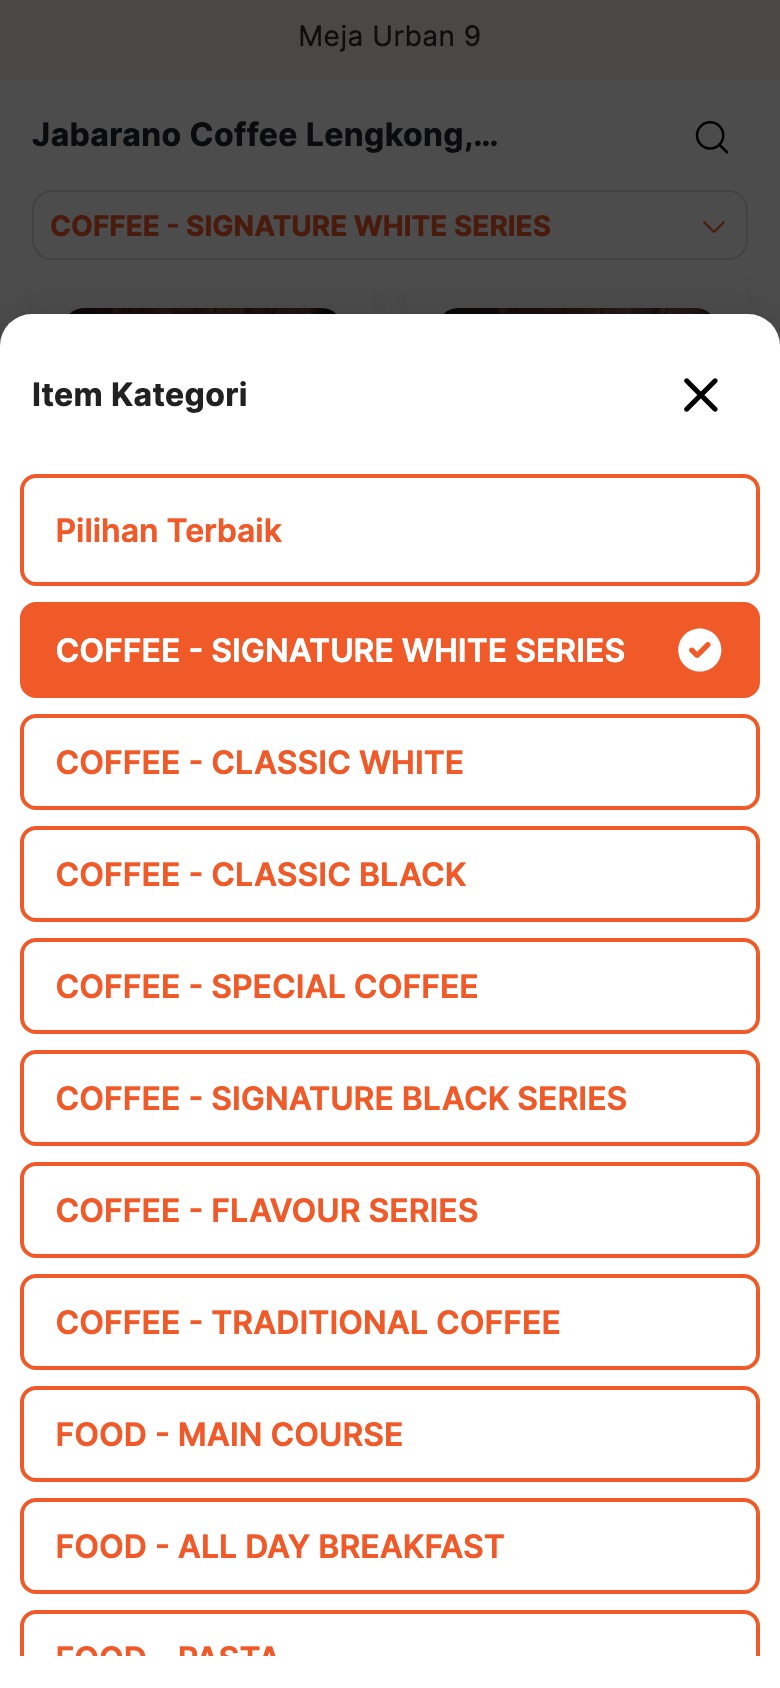 Meja Urban 9
Jabarano Coffee Lengkong,...
COFFEE - SIGNATURE WHITE SERIES
Item Kategori
Pilihan Terbaik
COFFEE - SIGNATURE WHITE SERIES
COFFEE - CLASSIC WHITE
COFFEE - CLASSIC BLACK
COFFEE - SPECIAL COFFEE
COFFEE - SIGNATURE BLACK SERIES
COFFEE - FLAVOUR SERIES
COFFEE - TRADITIONAL COFFEE
FOOD - MAIN COURSE
FOOD - ALL DAY BREAKFAST
FOOD - PASTA